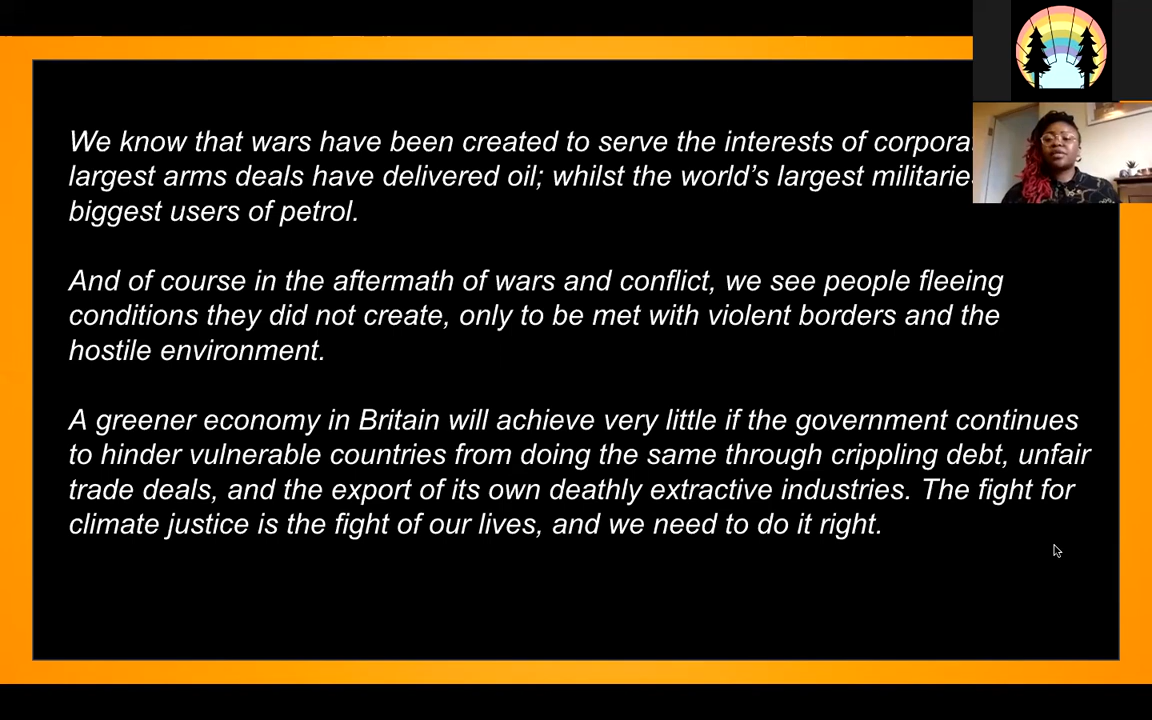 We know that wars have been created to serve the interests of
largest arms deals have delivered oil; whilst the world's largest
biggest users of petrol.
And of course in the aftermath of wars and conflict, we see people fleeing
conditions they did not create, only to be met with violent borders and the
hostile environment.
A greener economy in Britain will achieve very little if the government continues
to hinder vulnerable countries from doing the same through crippling debt, unfair
trade deals, and the export of its own deathly extractive industries. The fight for
climate justice is the fight of our lives, and we need to do it right.